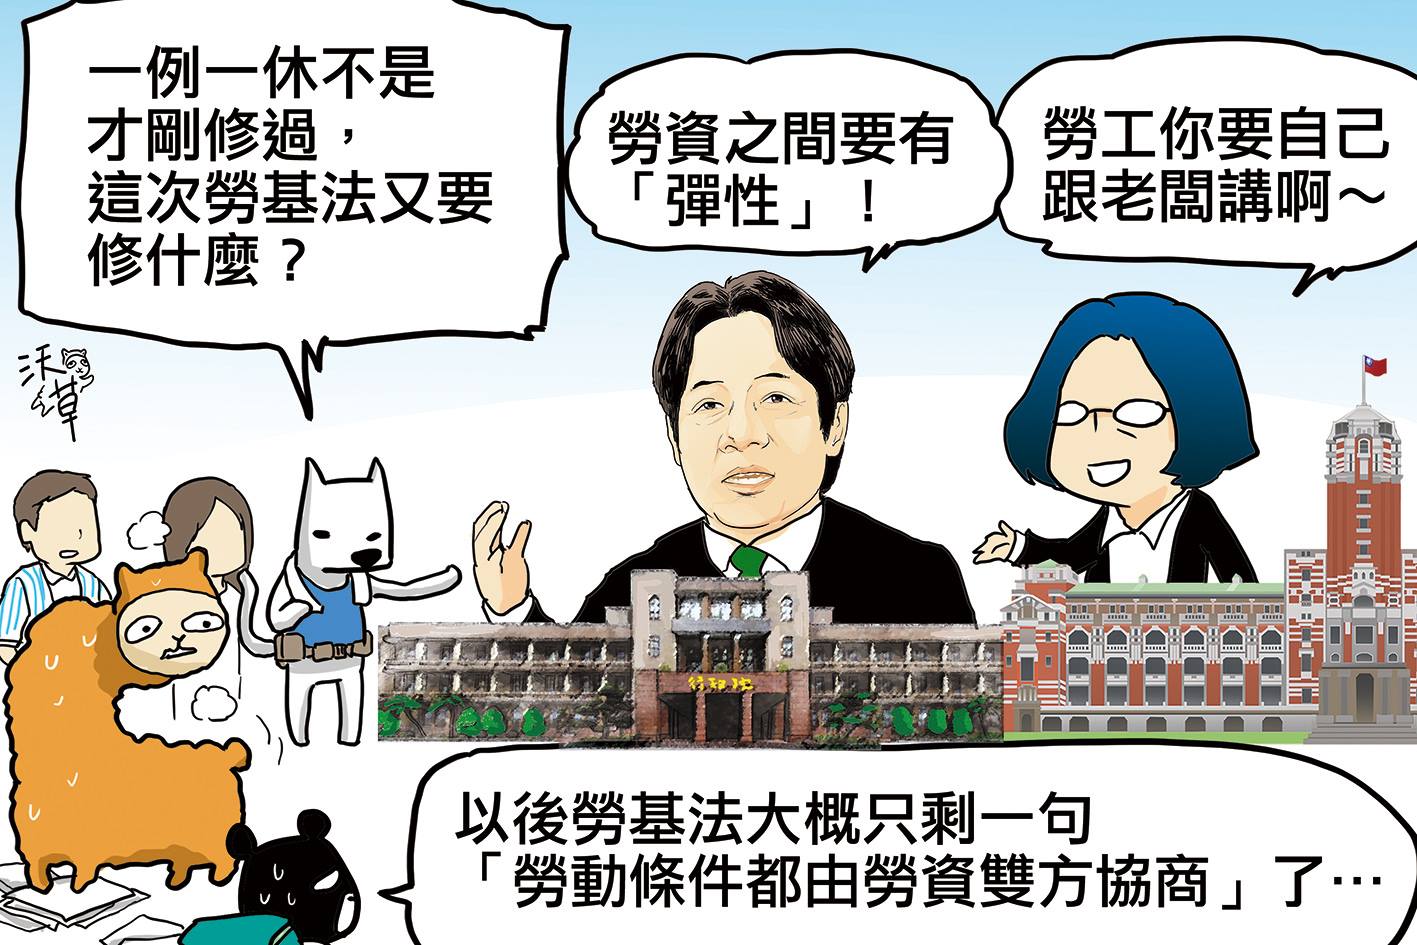 一例一休不是
才剛修過，
這次勞基法又要
修什麼？
勞資之間要有
「彈性」！
勞工你要自己
跟老闆講啊～
沃草
行政院
以後勞基法大概只剩一句
「勞動條件都由勞資雙方協商」了…